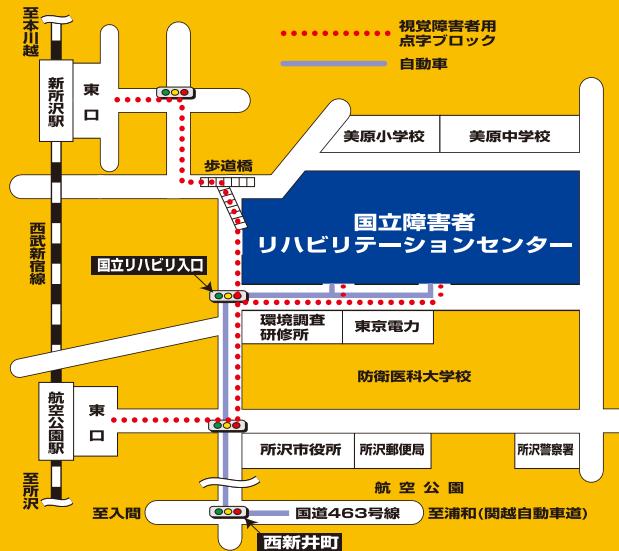 至本川越
視覚障害者用
点字ブロック
自動車
新所沢駅
東口
美原小学校
美原中学校
歩道橋
国立障害者
リハビリテーションセンター
西武新宿線
国立リハビリ入口
環境調査
研修所
東京電力
防衛医科大学校
航空公園駅
東口
所沢市役所
所沢郵便局
所沢警察署
至所沢
航空公園
至入間
国道463号線
至浦和(関越自動車道)
西新井町